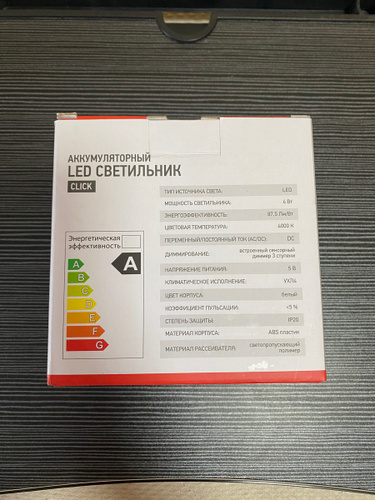 АККУМУЛЯТОРНЫЙ
LED СВЕТИЛЬНИК
CLICK
Энергетическая
эффективность
A
A
B
C
D
E
F
G
ТИП ИСТОЧНИКА СВЕТА: LED
МОЩНОСТЬ СВЕТИЛЬНИКА: 4 Вт
ЭНЕРГОЭФФЕКТИВНОСТЬ: 87,5 Лм/Вт
ЦВЕТОВАЯ ТЕМПЕРАТУРА: 4000 К
ПЕРЕМЕННЫЙ/ПОСТОЯННЫЙ ТОК (AC/DC): DC
ДИММИРОВАНИЕ: встроенный сенсорный
диммер 3 ступени
НАПРЯЖЕНИЕ ПИТАНИЯ: 5 В
КЛИМАТИЧЕСКОЕ ИСПОЛНЕНИЕ: УХЛ4
ЦВЕТ КОРПУСА: белый
КОЭФФИЦИЕНТ ПУЛЬСАЦИИ: <5 %
СТЕПЕНЬ ЗАЩИТЫ: IP20
МАТЕРИАЛ КОРПУСА: ABS пластик
МАТЕРИАЛ РАССЕИВАТЕЛЯ: светопропускающий
полимер